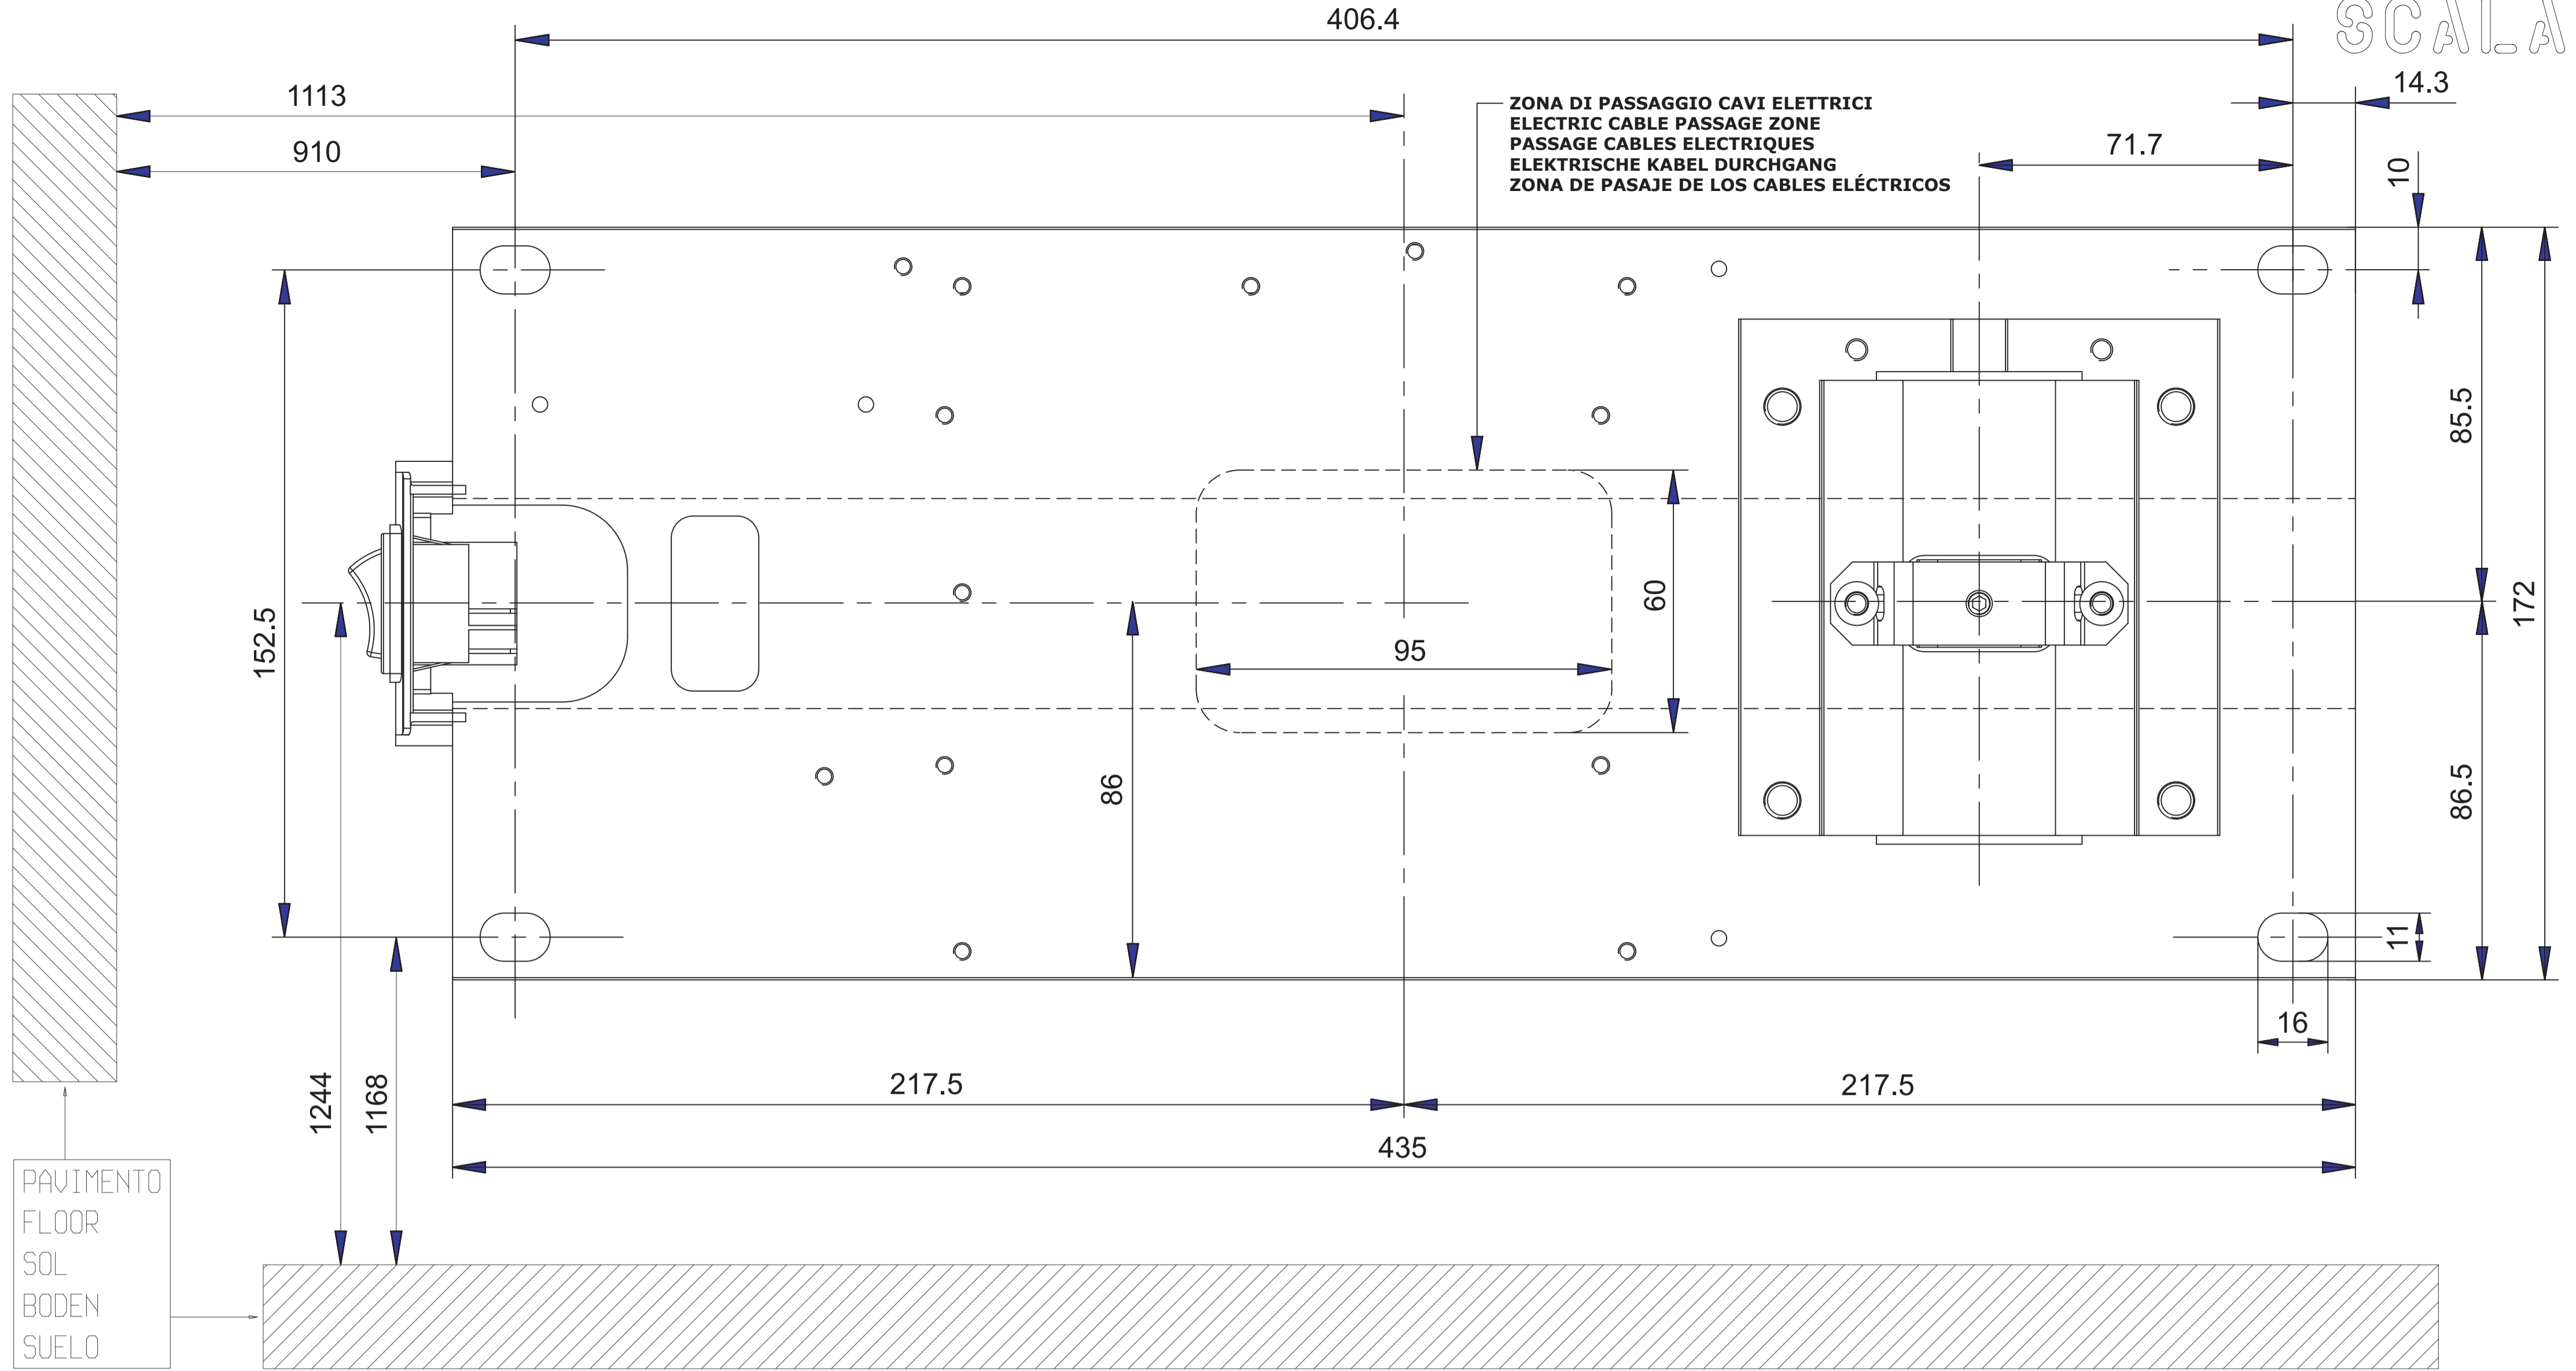 406.4
SCALA
1113
14.3
ZONA DI PASSAGGIO CAVI ELETTRICI
ELECTRIC CABLE PASSAGE ZONE
PASSAGE CABLES ELECTRIQUES
ELEKTRISCHE KABEL DURCHGANG
ZONA DE PASAJE DE LOS CABLES ELÉCTRICOS
910
71.7
10
85.5
172
152.5
60
95
86
86.5
11
16
1244
1168
217.5
217.5
435
PAVIMENTO
FLOOR
SOL
BODEN
SUELO